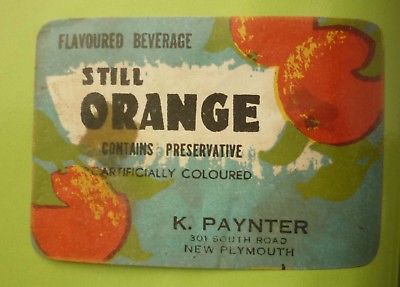 FLAVOURED BEVERAGE
STILL
ORANGE
CONTAINS PRESERVATIVE
ARTIFICIALLY COLOURED
K. PAYNTER
301 SOUTH ROAD
NEW PLYMOUTH